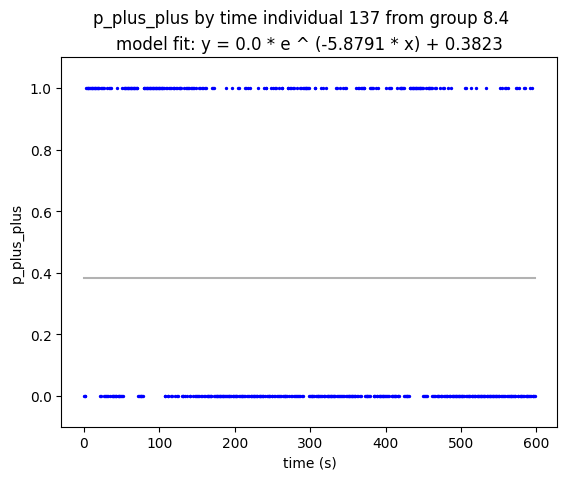 p_plus_plus by time individual 137 from group 8.4
model fit: y = 0.0 * e ^ (-5.8791 * x) + 0.3823
p_plus_plus
1.0
0.8
0.6
0.4
0.2
0.0
0 100 200 300 400 500 600
time (s)